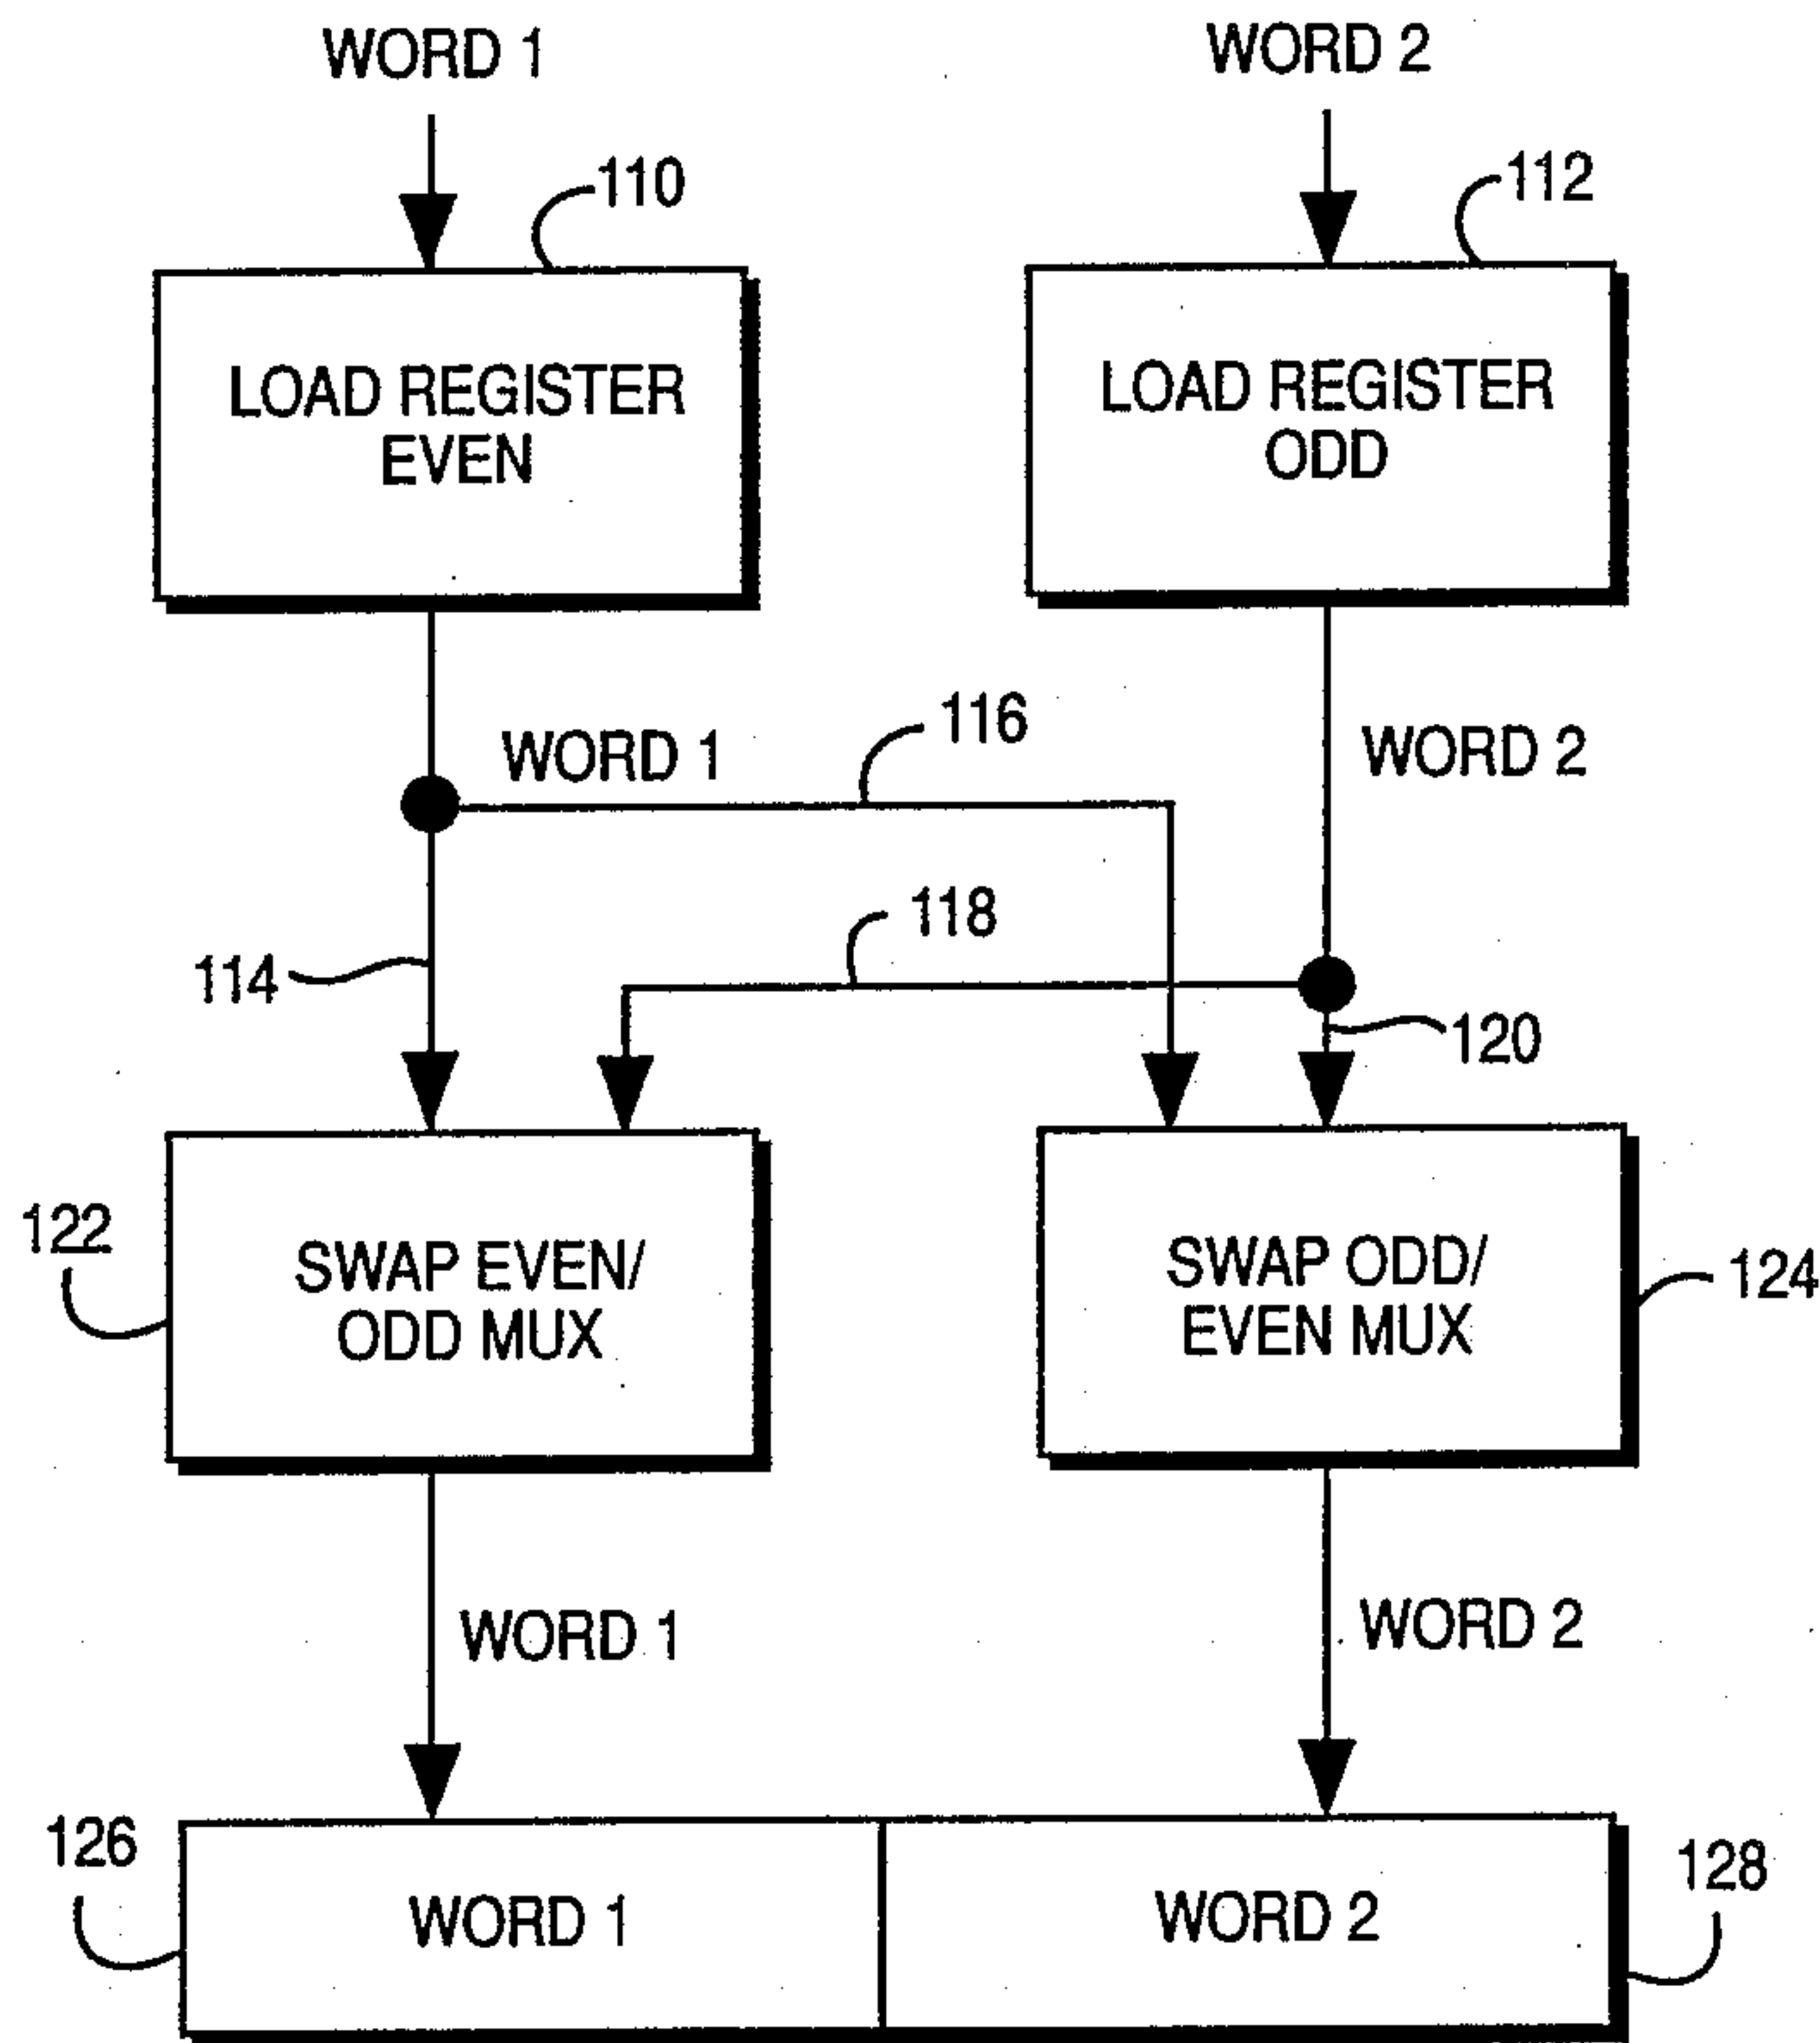 WORD 1
WORD 2
110
112
LOAD REGISTER
EVEN
LOAD REGISTER
ODD
116
WORD 1
WORD 2
118
114
120
122
SWAP EVEN/
ODD MUX
SWAP ODD/
EVEN MUX
124
WORD 1
WORD 2
126
WORD 1
WORD 2
128